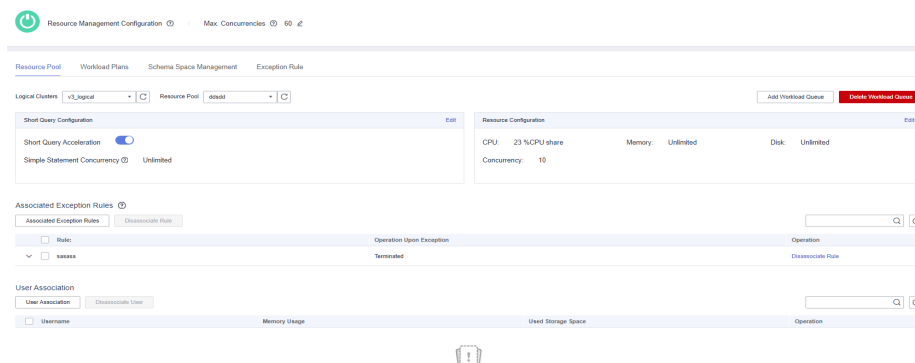 Resource Management Configuration Max. Concurrencies 60
Resource Pool Workload Plans Schema Space Management Exception Rule
Logical Clusters v3_logical Resource Pool ddsdd Add Workload Queue Delete Workload Queue
Short Query Configuration Edit Resource Configuration Edit
Short Query Acceleration CPU: 23 %CPU share Memory: Unlimited Disk: Unlimited
Simple Statement Concurrency Unlimited Concurrency: 10
Associated Exception Rules
Associated Exception Rules Disassociate Rule
Rule: Operation Upon Exception Operation
sasasa Terminated Disassociate Rule
User Association
User Association Disassociate User
Username Memory Usage Used Storage Space Operation